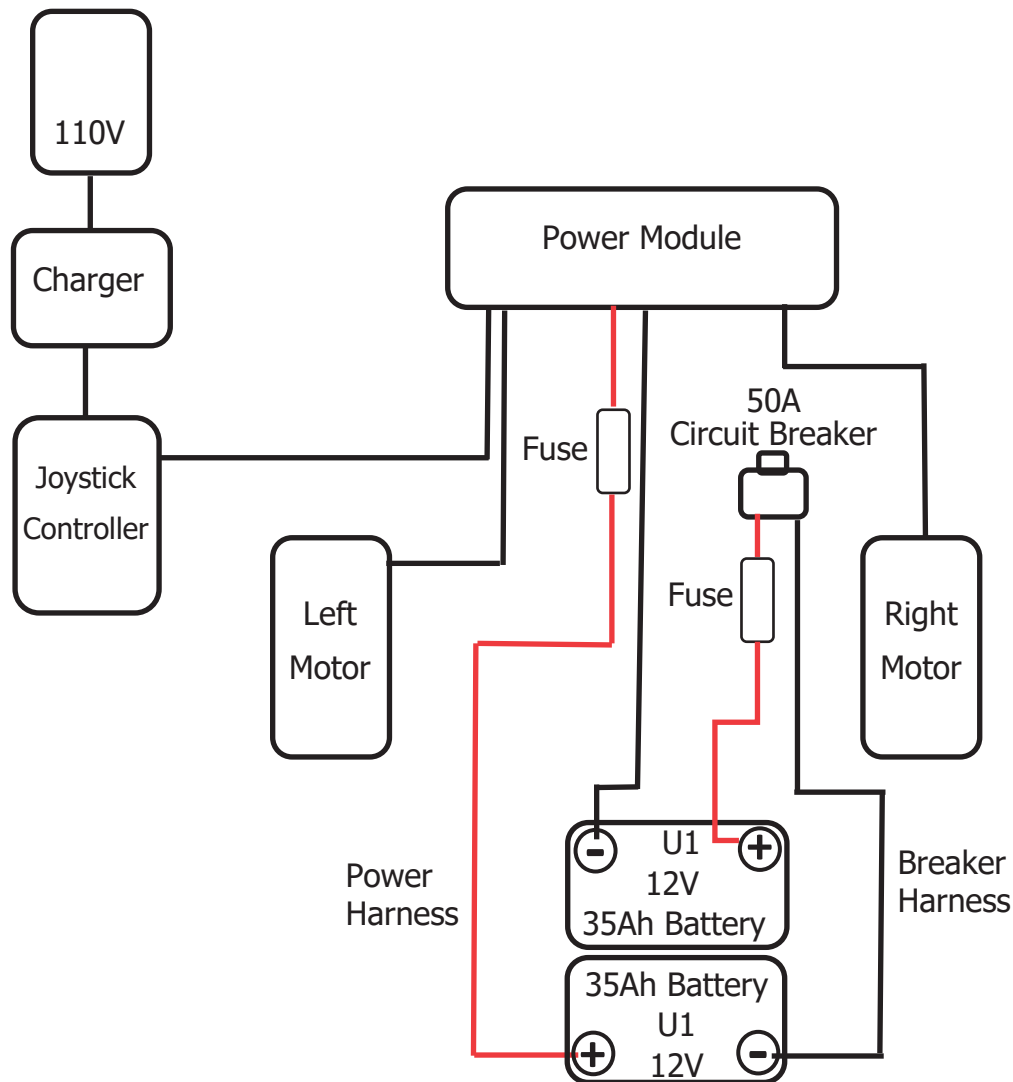 110V
Charger
Power Module
50A
Circuit Breaker
Fuse
Joystick
Controller
Fuse
Left
Motor
Right
Motor
Power
Harness
-
+
U1
12V
35Ah Battery
Breaker
Harness
35Ah Battery
U1
12V
+
-